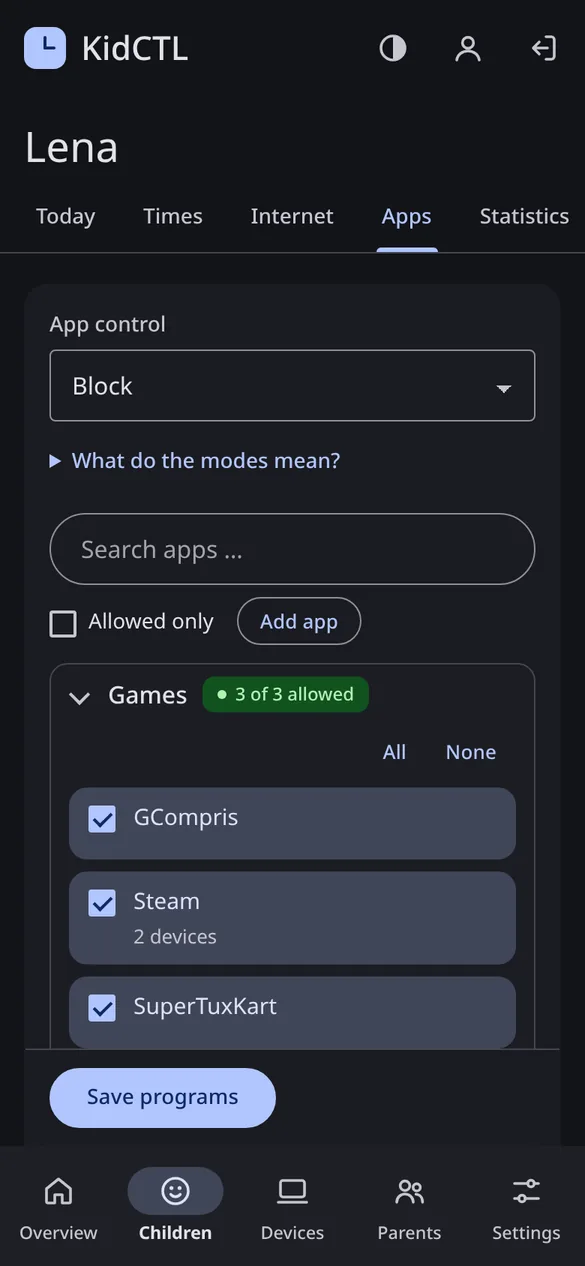 KidCTL
Lena
Today Times Internet Apps Statistics
App control
Block
What do the modes mean?
Search apps ...
Allowed only Add app
Games 3 of 3 allowed
All None
GCompris
Steam
2 devices
SuperTuxKart
Save programs
Overview Children Devices Parents Settings